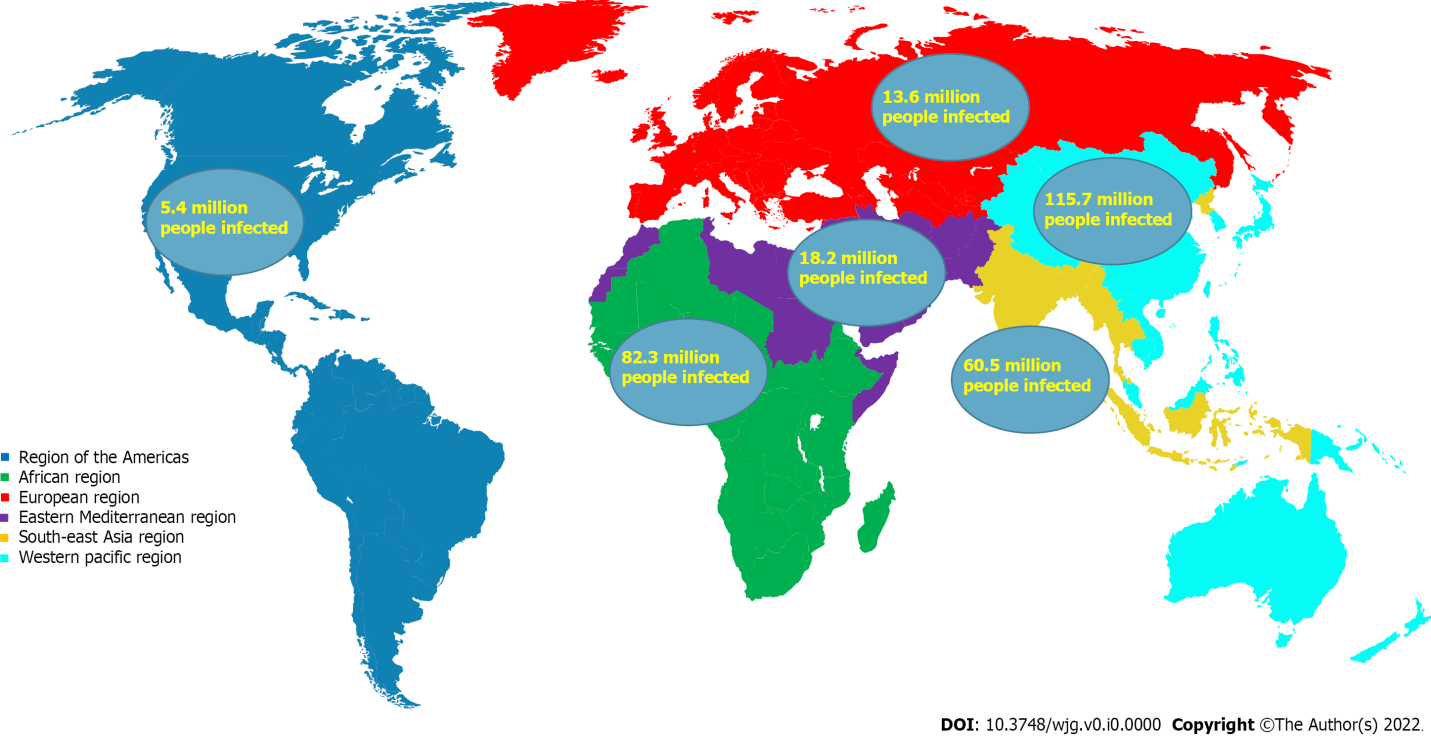 13.6 million
people infected
5.4 million
people infected
115.7 million
people infected
18.2 million
people infected
82.3 million
people infected
60.5 million
people infected
Region of the Americas
African region
European region
Eastern Mediterranean region
South-east Asia region
Western pacific region
DOI: 10.3748/wjg.v0.i0.0000 Copyright ©The Author(s) 2022.